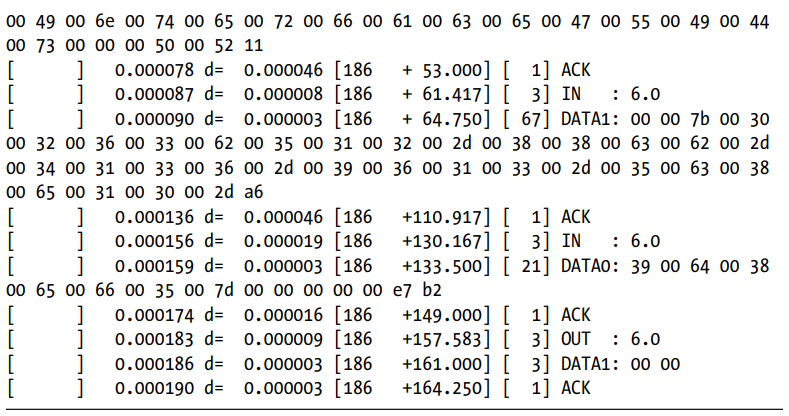 00 49 00 6e 00 74 00 65 00 72 00 66 00 61 00 63 00 65 00 47 00 55 00 49 00 44
00 73 00 00 00 50 00 52 11
[       ]   0.000078 d=  0.000046 [186   + 53.000] [  1] ACK
[       ]   0.000087 d=  0.000008 [186   + 61.417] [  3] IN   : 6.0
[       ]   0.000090 d=  0.000003 [186   + 64.750] [ 67] DATA1: 00 00 7b 00 30
00 32 00 36 00 33 00 62 00 35 00 31 00 32 00 2d 00 38 00 38 00 63 00 62 00 2d
00 34 00 31 00 33 00 36 00 2d 00 39 00 36 00 31 00 33 00 2d 00 35 00 63 00 38
00 65 00 31 00 30 00 2d a6
[       ]   0.000136 d=  0.000046 [186   +110.917] [  1] ACK
[       ]   0.000156 d=  0.000019 [186   +130.167] [  3] IN   : 6.0
[       ]   0.000159 d=  0.000003 [186   +133.500] [ 21] DATA0: 39 00 64 00 38
00 65 00 66 00 35 00 7d 00 00 00 00 00 e7 b2
[       ]   0.000174 d=  0.000016 [186   +149.000] [  1] ACK
[       ]   0.000183 d=  0.000009 [186   +157.583] [  3] OUT  : 6.0
[       ]   0.000186 d=  0.000003 [186   +161.000] [  3] DATA1: 00 00
[       ]   0.000190 d=  0.000003 [186   +164.250] [  1] ACK